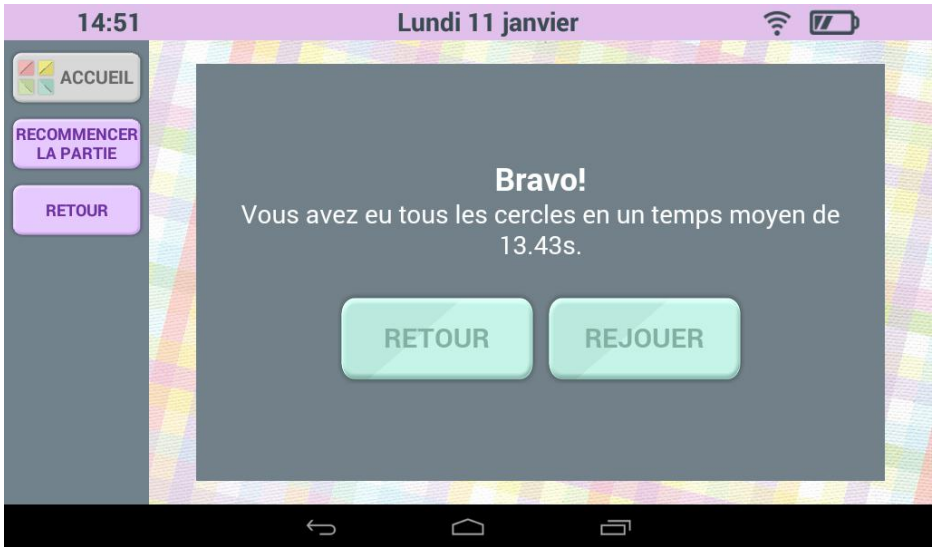 14:51
Lundi 11 janvier
ACCUEIL
RECOMMENCER
LA PARTIE
RETOUR
Bravo!
Vous avez eu tous les cercles en un temps moyen de
13.43s.
RETOUR
REJOUER